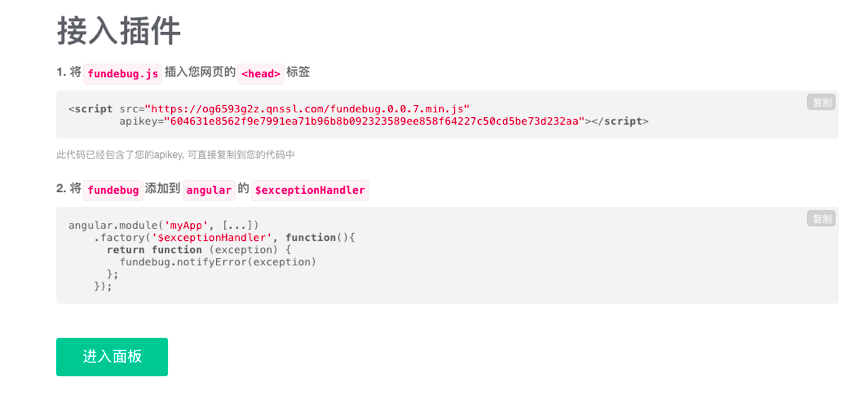 接入插件
1. 将 fundebug.js 插入您网页的 <head> 标签
复制
<script src="https://og6593g2z.qnssl.com/fundebug.0.0.7.min.js"
apikey="604631e8562f9e7991ea71b96b8b092323589ee858f64227c50cd5be73d232aa"></script>
此代码已经包含了您的apikey, 可直接复制到您的代码中
2. 将 fundebug 添加到 angular 的 $exceptionHandler
复制
angular.module('myApp', [...])
.factory('$exceptionHandler', function(){
return function (exception) {
fundebug.notifyError(exception)
};
});
进入面板